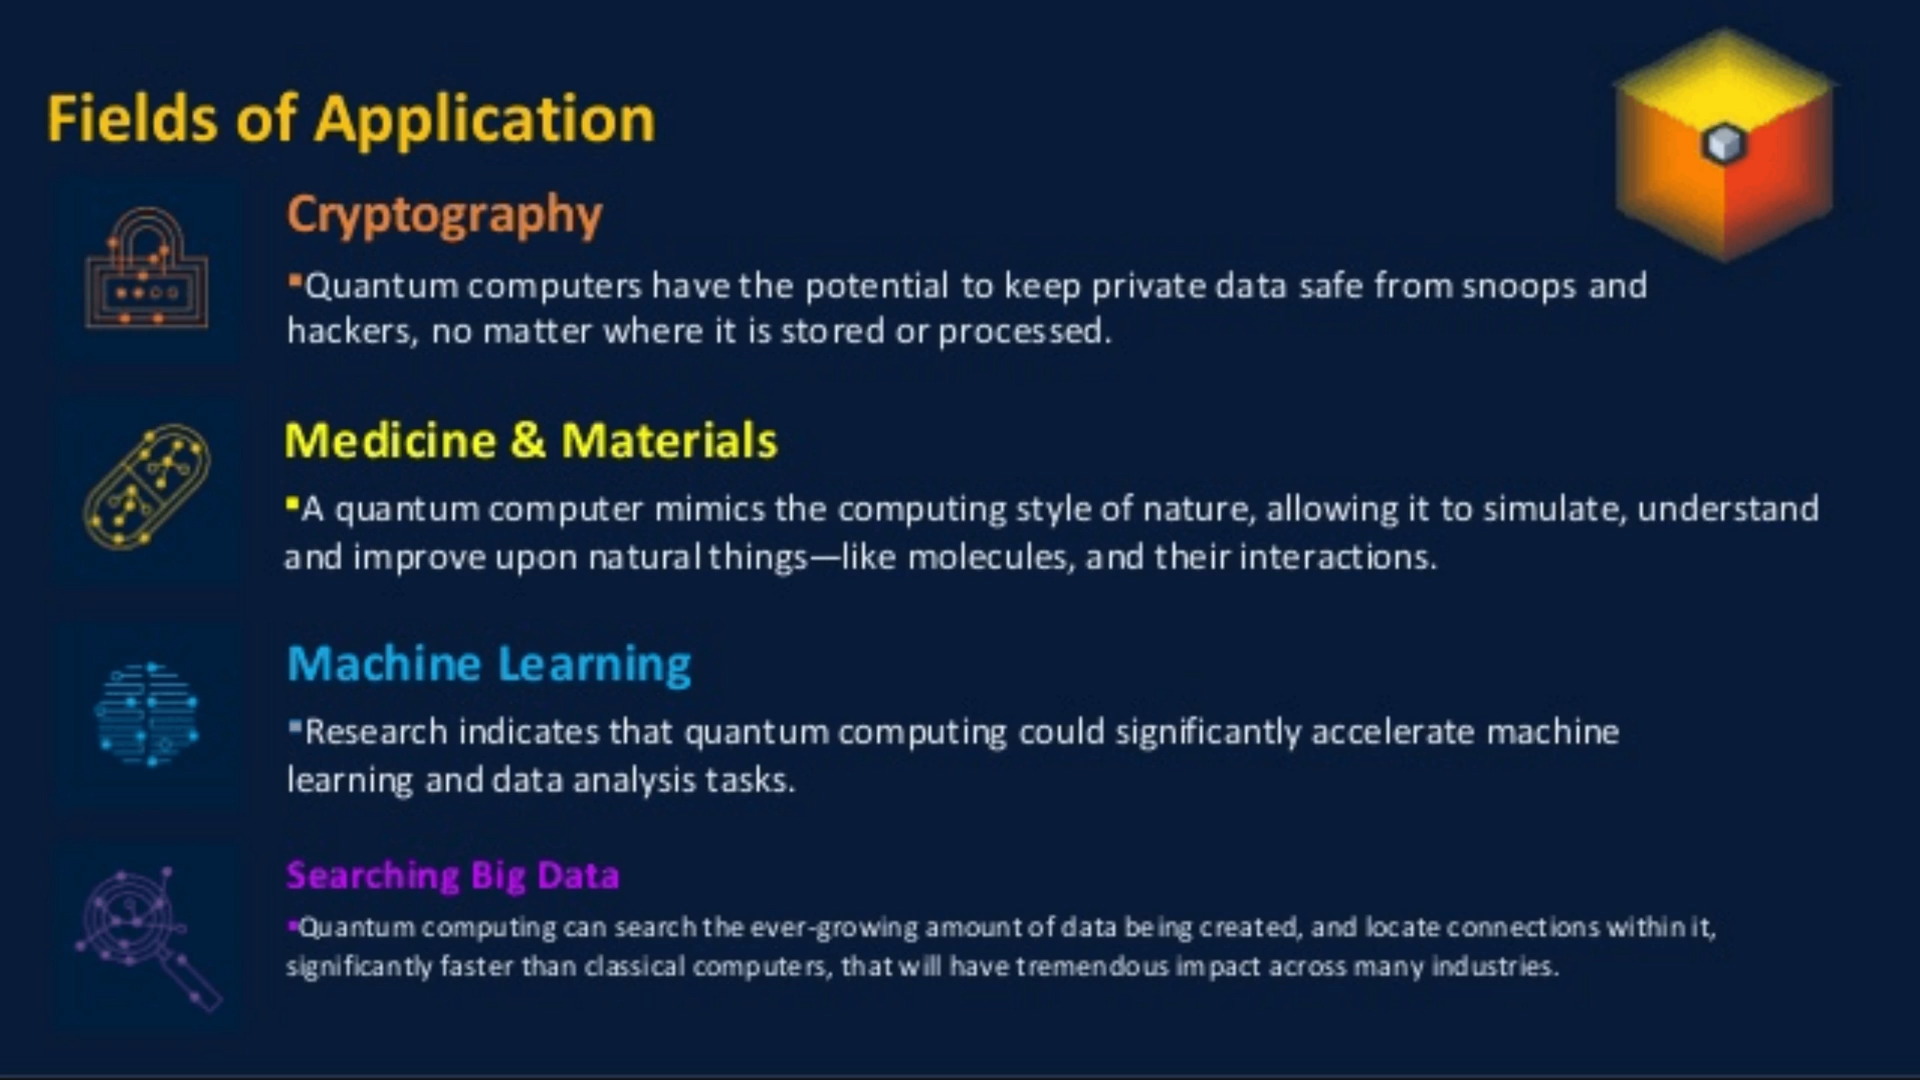 Fields of Application
Cryptography
▪Quantum computers have the potential to keep private data safe from snoops and
hackers, no matter where it is stored or processed.
Medicine & Materials
▪A quantum computer mimics the computing style of nature, allowing it to simulate, understand
and improve upon natural things—like molecules, and their interactions.
Machine Learning
▪Research indicates that quantum computing could significantly accelerate machine
learning and data analysis tasks.
Searching Big Data
▪Quantum computing can search the ever-growing amount of data being created, and locate connections within it,
significantly faster than classical computers, that will have tremendous impact across many industries.